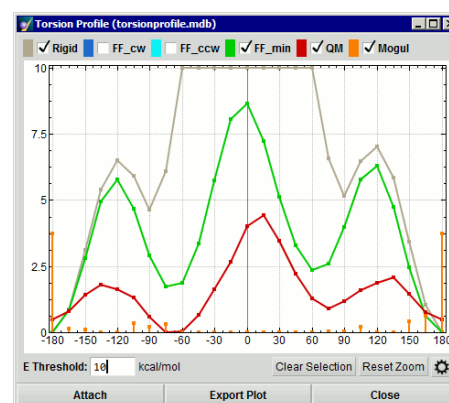 Torsion Profile (torsionprofile.mdb)
Rigid FF_cw FF_ccw FF_min QM Mogul
10
7.5
5
2.5
0
-180 -150 -120 -90 -60 -30 0 30 60 90 120 150 180
E Threshold: 10 kcal/mol Clear Selection Reset Zoom
Attach Export Plot Close